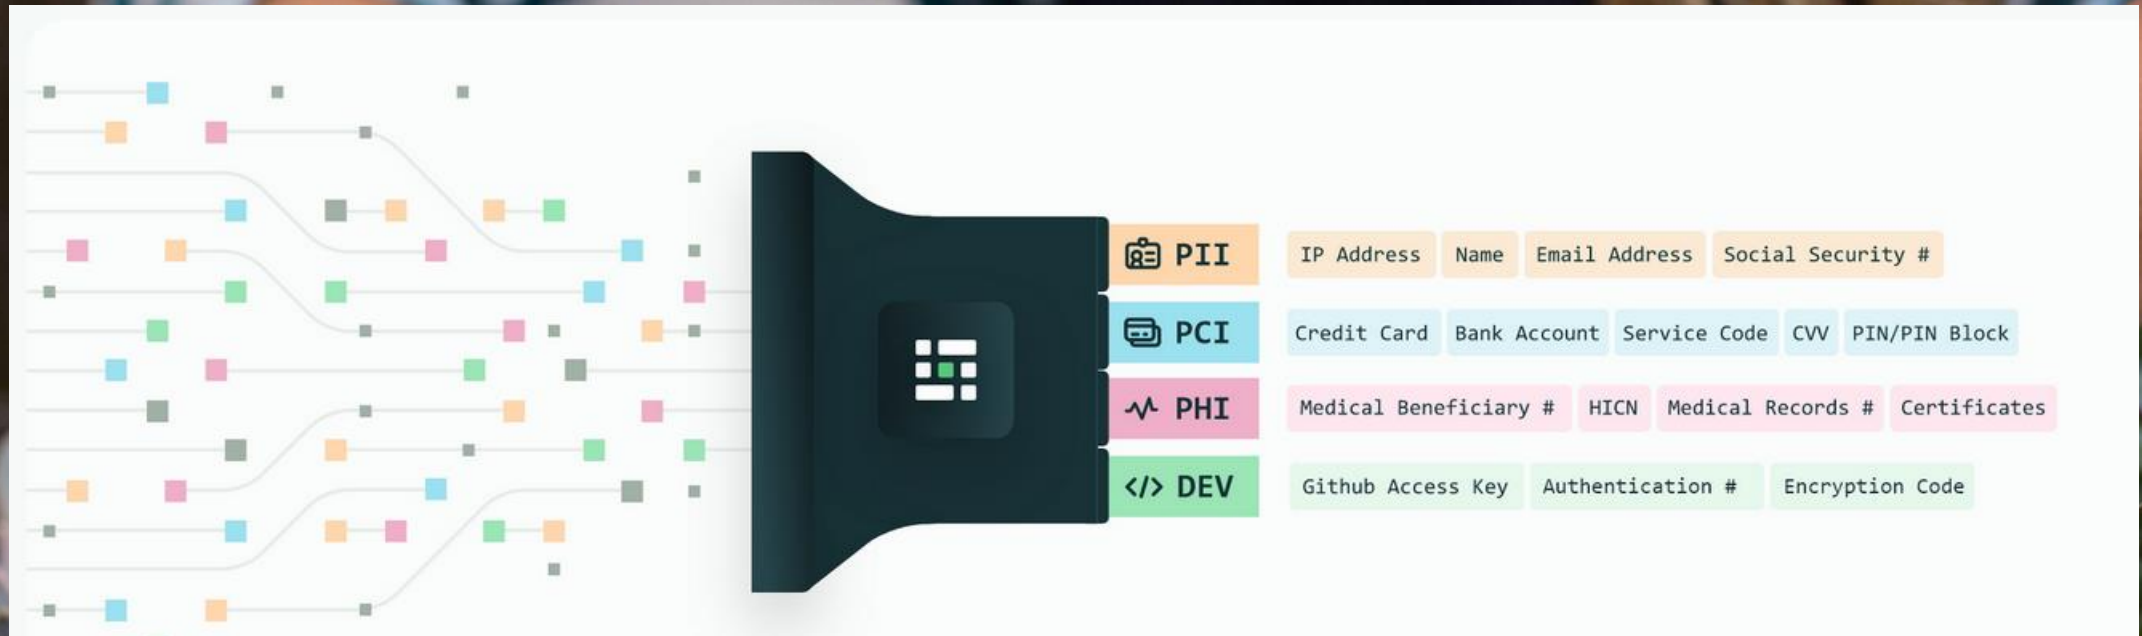 PII IP Address Name Email Address Social Security #
PCI Credit Card Bank Account Service Code CVV PIN/PIN Block
PHI Medical Beneficiary # HICN Medical Records # Certificates
</> DEV Github Access Key Authentication # Encryption Code